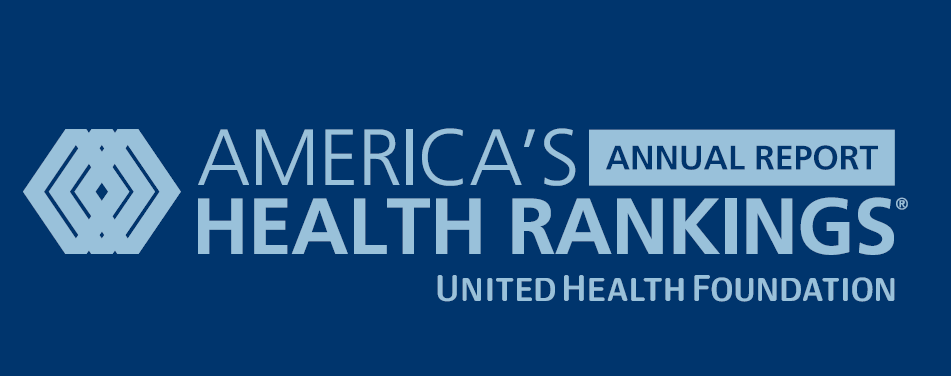 AMERICA'S ANNUAL REPORT
HEALTH RANKINGS®
UNITED HEALTH FOUNDATION